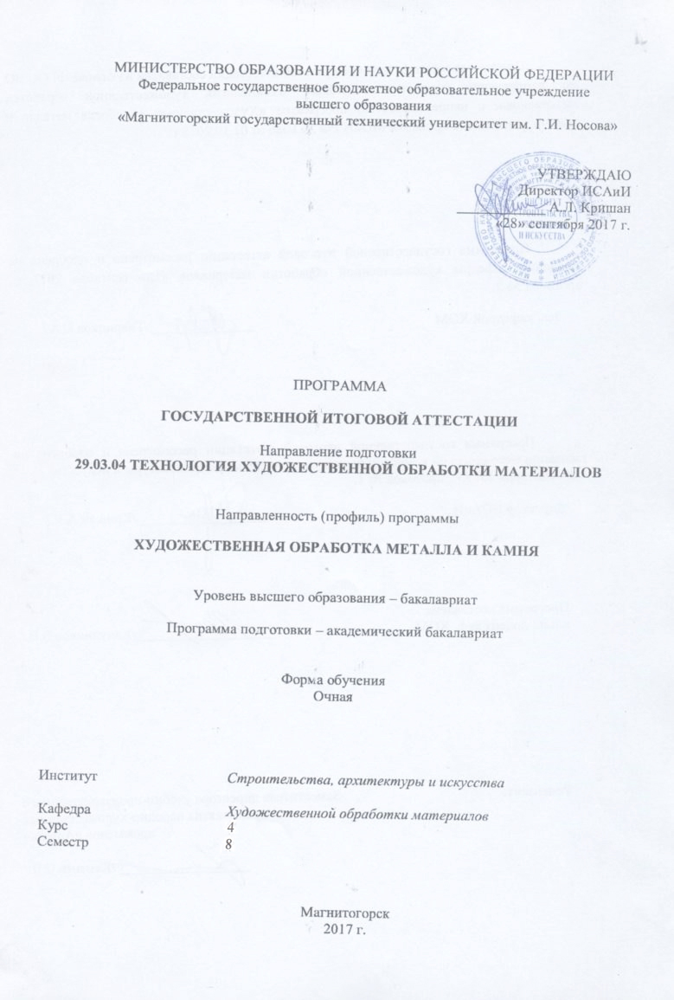 МИНИСТЕРСТВО ОБРАЗОВАНИЯ И НАУКИ РОССИЙСКОЙ ФЕДЕРАЦИИ
Федеральное государственное бюджетное образовательное учреждение
высшего образования
«Магнитогорский государственный технический университет им. Г.И. Носова»
УТВЕРЖДАЮ
Директор ИСАиИ
А.Л. Кришан
«28» сентября 2017 г.
И ИСКУССТВА
ПРОГРАММА
ГОСУДАРСТВЕННОЙ ИТОГОВОЙ АТТЕСТАЦИИ
Направление подготовки
29.03.04 ТЕХНОЛОГИЯ ХУДОЖЕСТВЕННОЙ ОБРАБОТКИ МАТЕРИАЛОВ
Направленность (профиль) программы
ХУДОЖЕСТВЕННАЯ ОБРАБОТКА МЕТАЛЛА И КАМНЯ
Уровень высшего образования – бакалавриат
Программа подготовки – академический бакалавриат
Форма обучения
Очная
Институт Строительства, архитектуры и искусства
Кафедра Художественной обработки материалов
Курс 4
Семестр 8
Магнитогорск
2017 г.